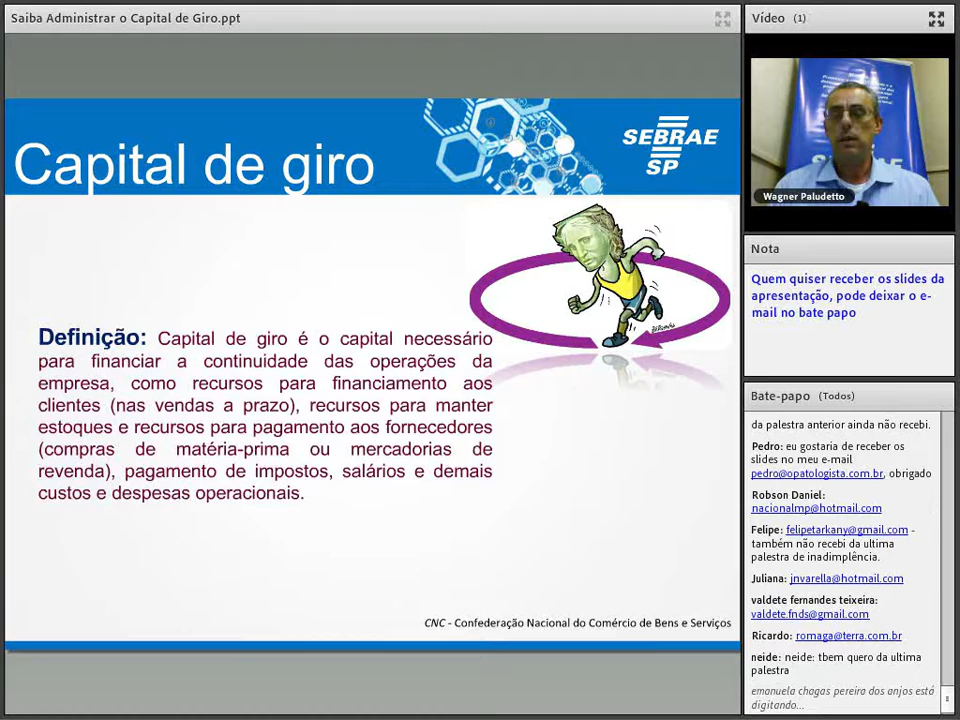 Saiba Administrar o Capital de Giro.ppt
Capital de giro
SEBRAE
SP
Definição: Capital de giro é o capital necessário
para financiar a continuidade das operações da
empresa, como recursos para financiamento aos
clientes (nas vendas a prazo), recursos para manter
estoques e recursos para pagamento aos fornecedores
(compras de matéria-prima ou mercadorias de
revenda), pagamento de impostos, salários e demais
custos e despesas operacionais.
CNC - Confederação Nacional do Comércio de Bens e Serviços
Vídeo (1)
Wagner Paludetto
Nota
Quem quiser receber os slides da
apresentação, pode deixar o e-
mail no bate papo
Bate-papo (Todos)
da palestra anterior ainda não recebi.
Pedro: eu gostaria de receber os
slides no meu e-mail
pedro@opatologista.com.br, obrigado
Robson Daniel:
nacionalmp@hotmail.com
Felipe: felipetarkany@gmail.com -
também não recebi da ultima
palestra de inadimplência.
Juliana: jnvarella@hotmail.com
valdete fernandes teixeira:
valdete.fnds@gmail.com
Ricardo: romaga@terra.com.br
neide: neide: tbem quero da ultima
palestra
emanuela chagas pereira dos anjos está
digitando...